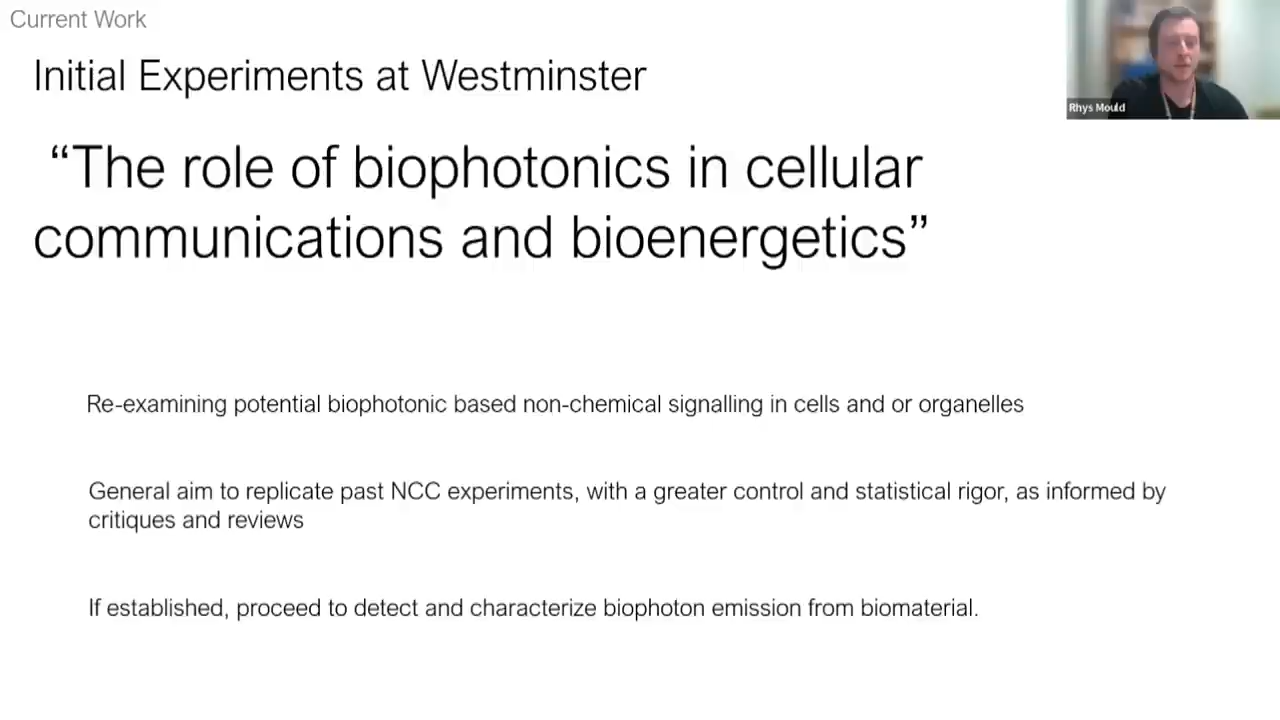 Current Work
Initial Experiments at Westminster
Rhys Mould
“The role of biophotonics in cellular
communications and bioenergetics”
Re-examining potential biophotonic based non-chemical signalling in cells and or organelles
General aim to replicate past NCC experiments, with a greater control and statistical rigor, as informed by
critiques and reviews
If established, proceed to detect and characterize biophoton emission from biomaterial.